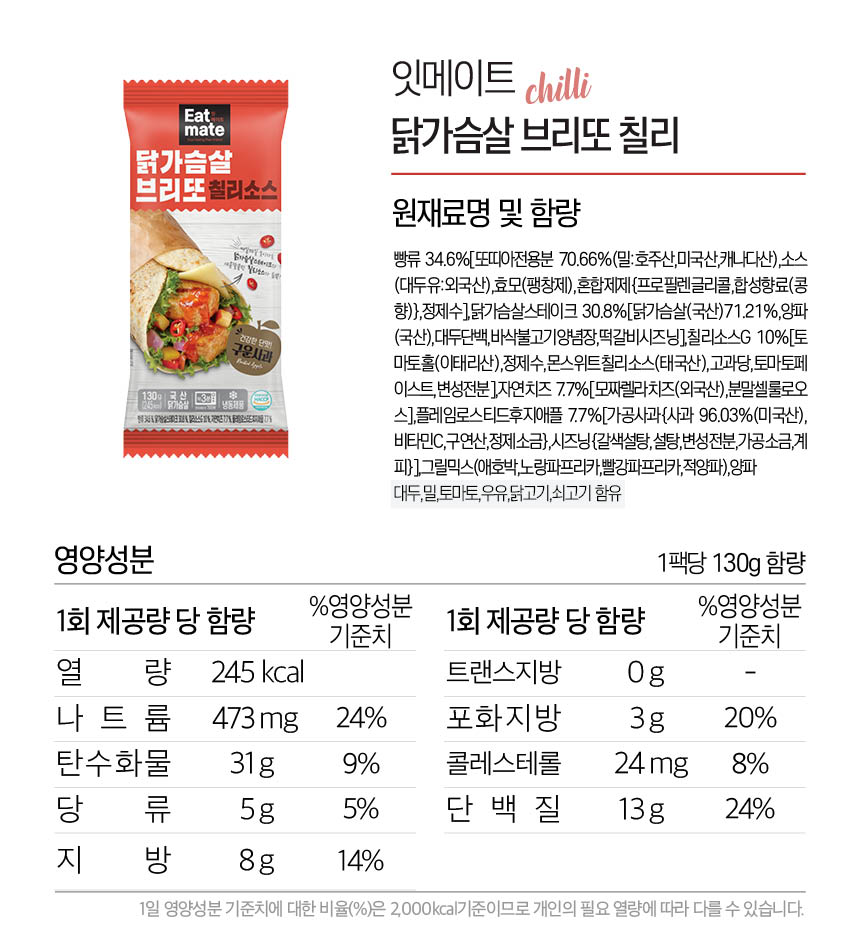 잇메이트 chilli
닭가슴살 브리또 칠리
Eat
mate
닭가슴살
브리또 칠리소스
건강한 단맛!
구운사과
130g
(245 kcal)
국 산
닭가슴살
냉동제품
HACCP
원재료명 및 함량
빵류 34.6%[또띠아전용분 70.66%(밀:호주산,미국산,캐나다산),소스
(대두유:외국산),효모(팽창제),혼합제제{프로필렌글리콜,합성향료(콩
향)},정제수],닭가슴살스테이크 30.8%[닭가슴살(국산)71.21%,양파
(국산),대두단백,바삭불고기양념장,떡갈비시즈닝],칠리소스G 10%[토
마토홀(이태리산),정제수,몬스위트칠리소스(태국산),고과당,토마토페
이스트,변성전분],자연치즈 7.7%[모짜렐라치즈(외국산),분말셀룰로오
스],플레임로스티드후지애플 7.7%[가공사과{사과 96.03%(미국산),
비타민C,구연산,정제소금},시즈닝{갈색설탕,설탕,변성전분,가공소금,계
피}],그릴믹스(애호박,노랑파프리카,빨강파프리카,적양파),양파
대두,밀,토마토,우유,닭고기,쇠고기 함유
영양성분
1팩당 130g 함량
1회 제공량 당 함량 %영양성분 기준치
열 량 245 kcal
나 트 륨 473 mg 24%
탄수화물 31 g 9%
당 류 5 g 5%
지 방 8 g 14%
1회 제공량 당 함량 %영양성분 기준치
트랜스지방 0 g -
포화지방 3 g 20%
콜레스테롤 24 mg 8%
단 백 질 13 g 24%
1일 영양성분 기준치에 대한 비율(%)은 2,000kcal기준이므로 개인의 필요 열량에 따라 다를 수 있습니다.